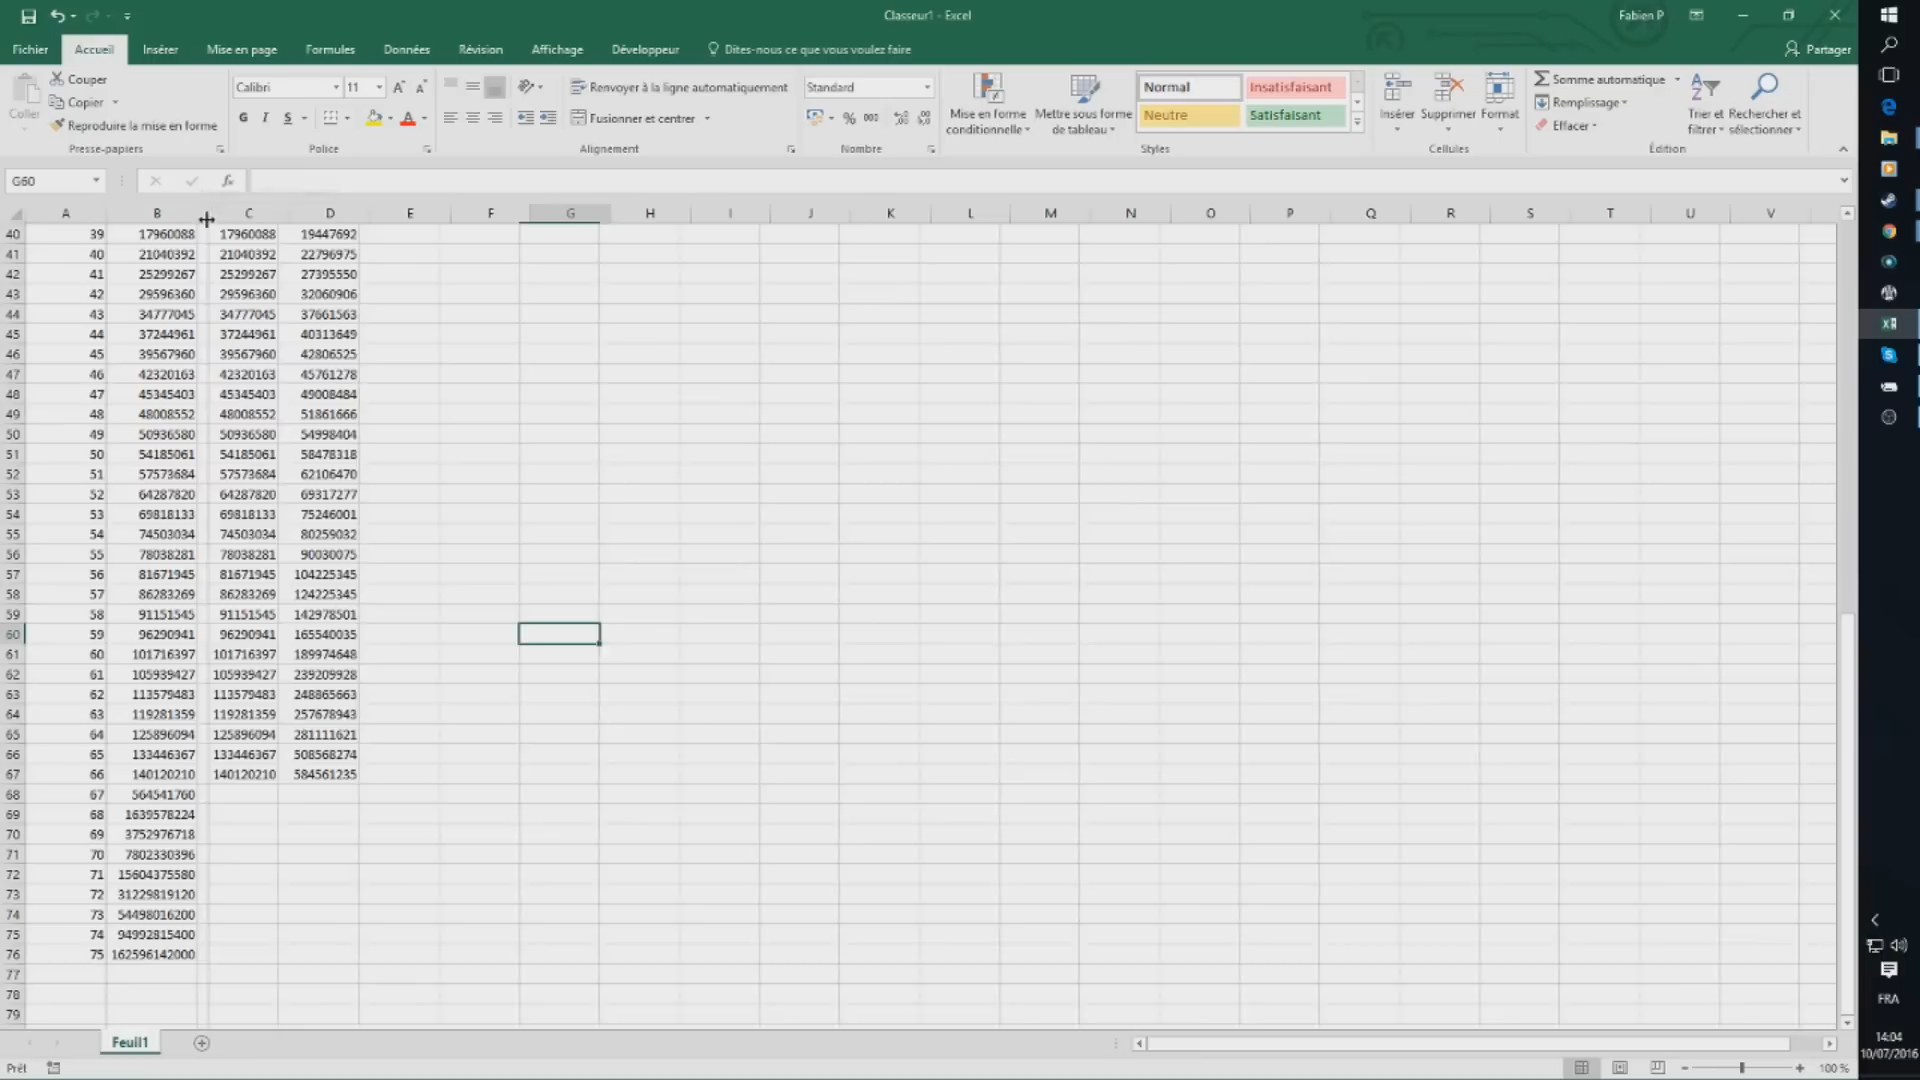 Classeur1 - Excel
Fabien P
Fichier Accueil Insérer Mise en page Formules Données Révision Affichage Développeur Dites-nous ce que vous voulez faire Partager
Coller
Couper
Copier
Reproduire la mise en forme
Presse-papiers
Calibri 11
G I S
Police
Renvoyer à la ligne automatiquement
Fusionner et centrer
Alignement
Standard
% 000
Nombre
Mise en forme conditionnelle
Mettre sous forme de tableau
Normal Insatisfaisant
Neutre Satisfaisant
Styles
Insérer Supprimer Format
Cellules
Somme automatique
Remplissage
Effacer
Trier et filtrer
Rechercher et sélectionner
Édition
G60 fx
A B C D E F G H I J K L M N O P Q R S T U V
40 39 17960088 17960088 19447692
41 40 21040392 21040392 22796975
42 41 25299267 25299267 27395550
43 42 29596360 29596360 32060906
44 43 34777045 34777045 37661563
45 44 37244961 37244961 40313649
46 45 39567960 39567960 42806525
47 46 42320163 42320163 45761278
48 47 45345403 45345403 49008484
49 48 48008552 48008552 51861666
50 49 50936580 50936580 54998404
51 50 54185061 54185061 58478318
52 51 57573684 57573684 62106470
53 52 64287820 64287820 69317277
54 53 69818133 69818133 75246001
55 54 74503034 74503034 80259032
56 55 78038281 78038281 90030075
57 56 81671945 81671945 104225345
58 57 86283269 86283269 124225345
59 58 91151545 91151545 142978501
60 59 96290941 96290941 165540035
61 60 101716397 101716397 189974648
62 61 105939427 105939427 239209928
63 62 113579483 113579483 248865663
64 63 119281359 119281359 257678943
65 64 125896094 125896094 281111621
66 65 133446367 133446367 508568274
67 66 140120210 140120210 584561235
68 67 564541760
69 68 1639578224
70 69 3752976718
71 70 7802330396
72 71 15604375580
73 72 31229819120
74 73 54498016200
75 74 94992815400
76 75 162596142000
77
78
79
Feuil1
Prêt
100 %
FRA
14:04
10/07/2016